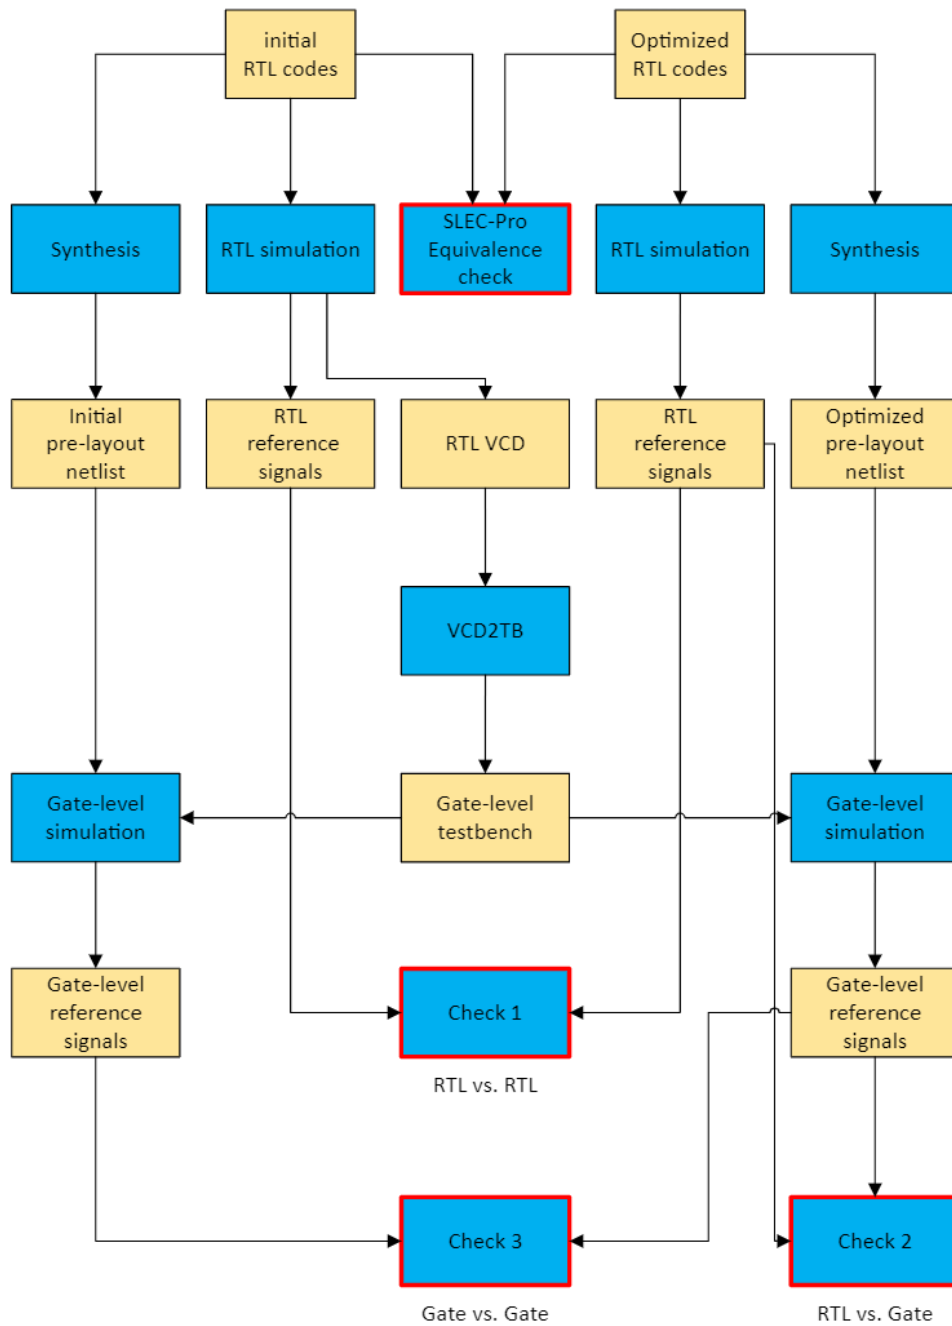 initial
RTL codes
Optimized
RTL codes
Synthesis
RTL simulation
SLEC-Pro
Equivalence
check
RTL simulation
Synthesis
Initial
pre-layout
netlist
RTL
reference
signals
RTL VCD
RTL
reference
signals
Optimized
pre-layout
netlist
VCD2TB
Gate-level
simulation
Gate-level
testbench
Gate-level
simulation
Gate-level
reference
signals
Check 1
RTL vs. RTL
Gate-level
reference
signals
Check 3
Gate vs. Gate
Check 2
RTL vs. Gate